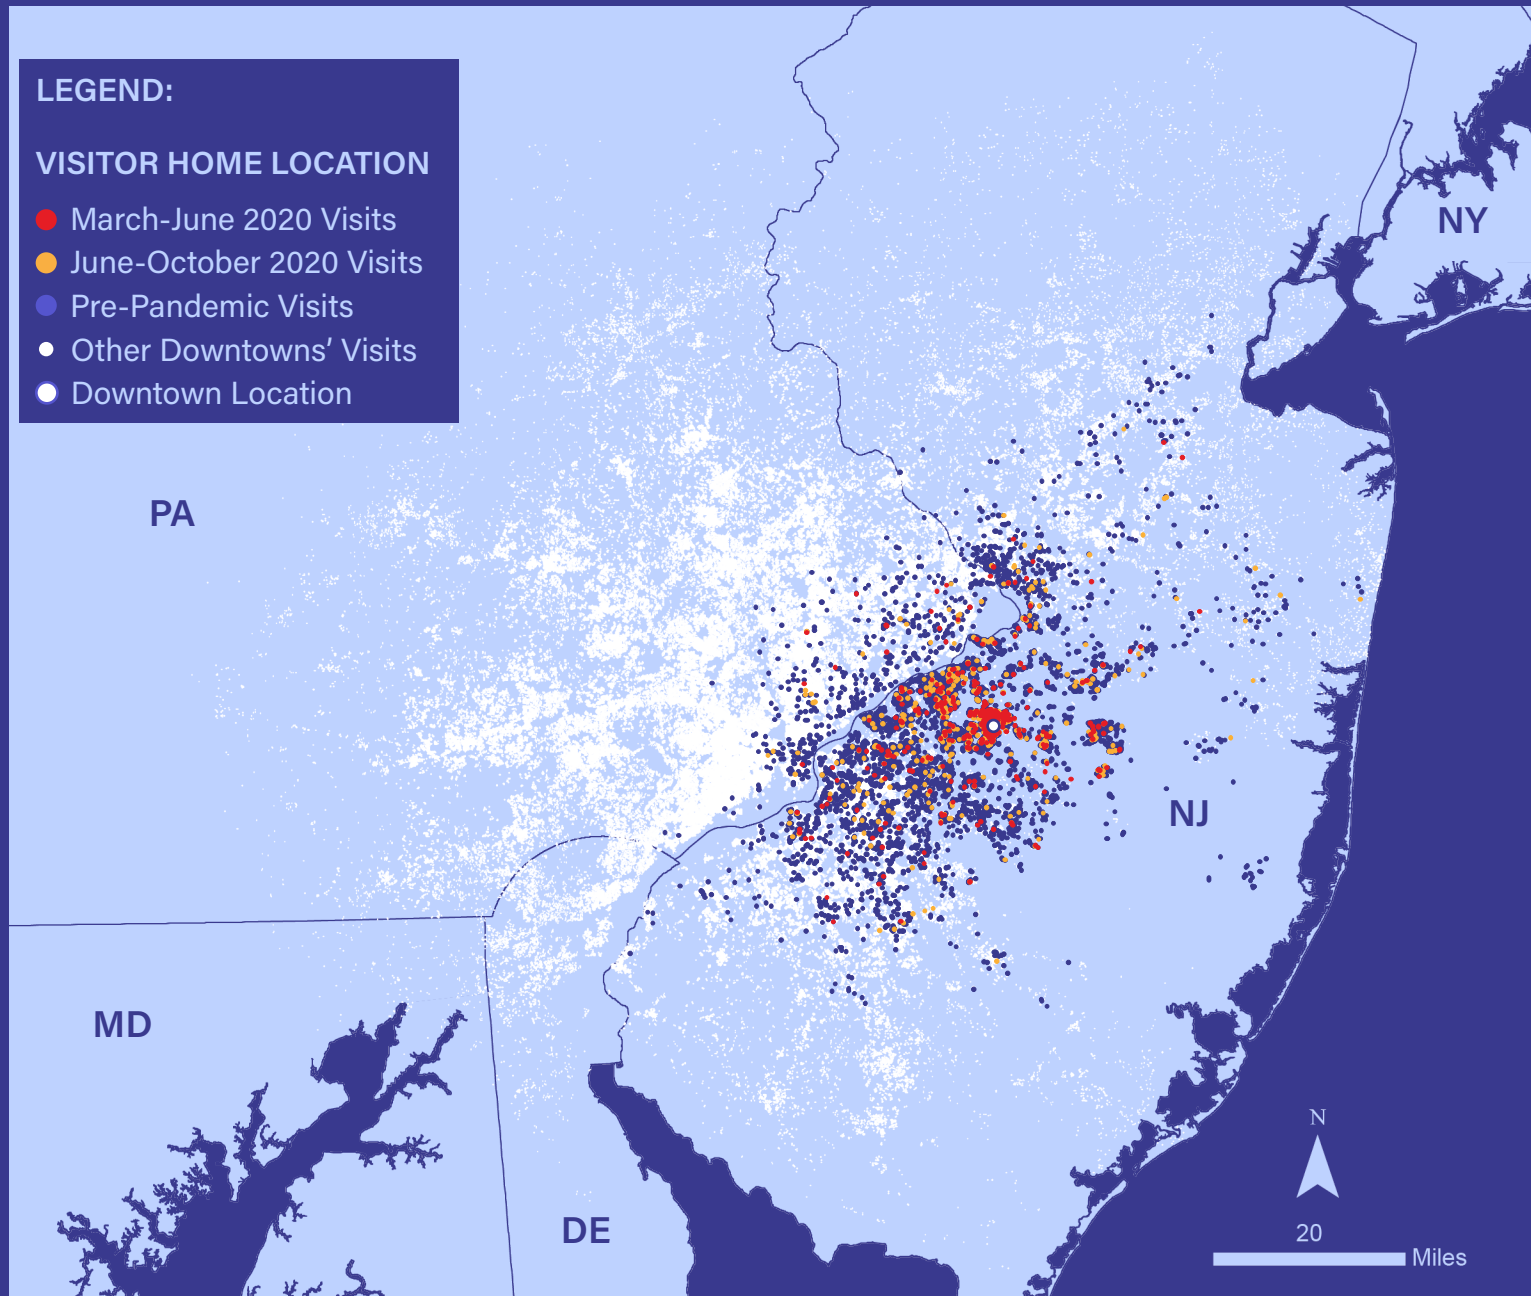 LEGEND:
VISITOR HOME LOCATION
March-June 2020 Visits
June-October 2020 Visits
Pre-Pandemic Visits
Other Downtowns' Visits
Downtown Location
NY
PA
NJ
MD
DE
N
20
Miles